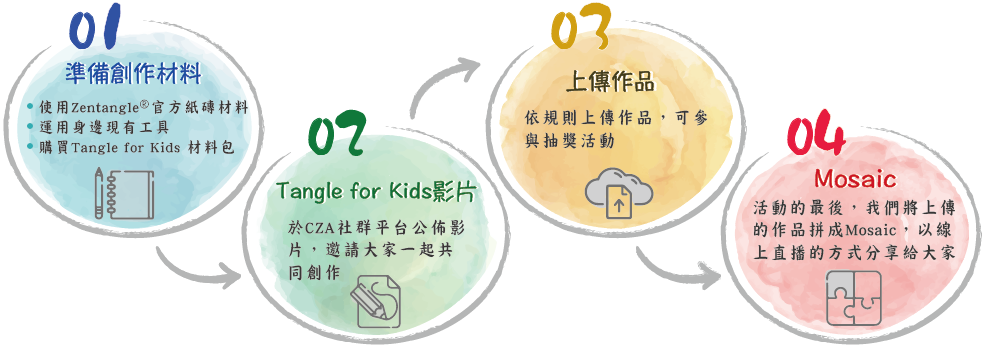 01
準備創作材料
• 使用Zentangle®官方紙磚材料
• 運用身邊現有工具
• 購買Tangle for Kids 材料包
02
Tangle for Kids影片
於CZA社群平台公佈影
片，邀請大家一起共
同創作
03
上傳作品
依規則上傳作品，可參
與抽獎活動
04
Mosaic
活動的最後，我們將上傳
的作品拼成Mosaic，以線
上直播的方式分享給大家